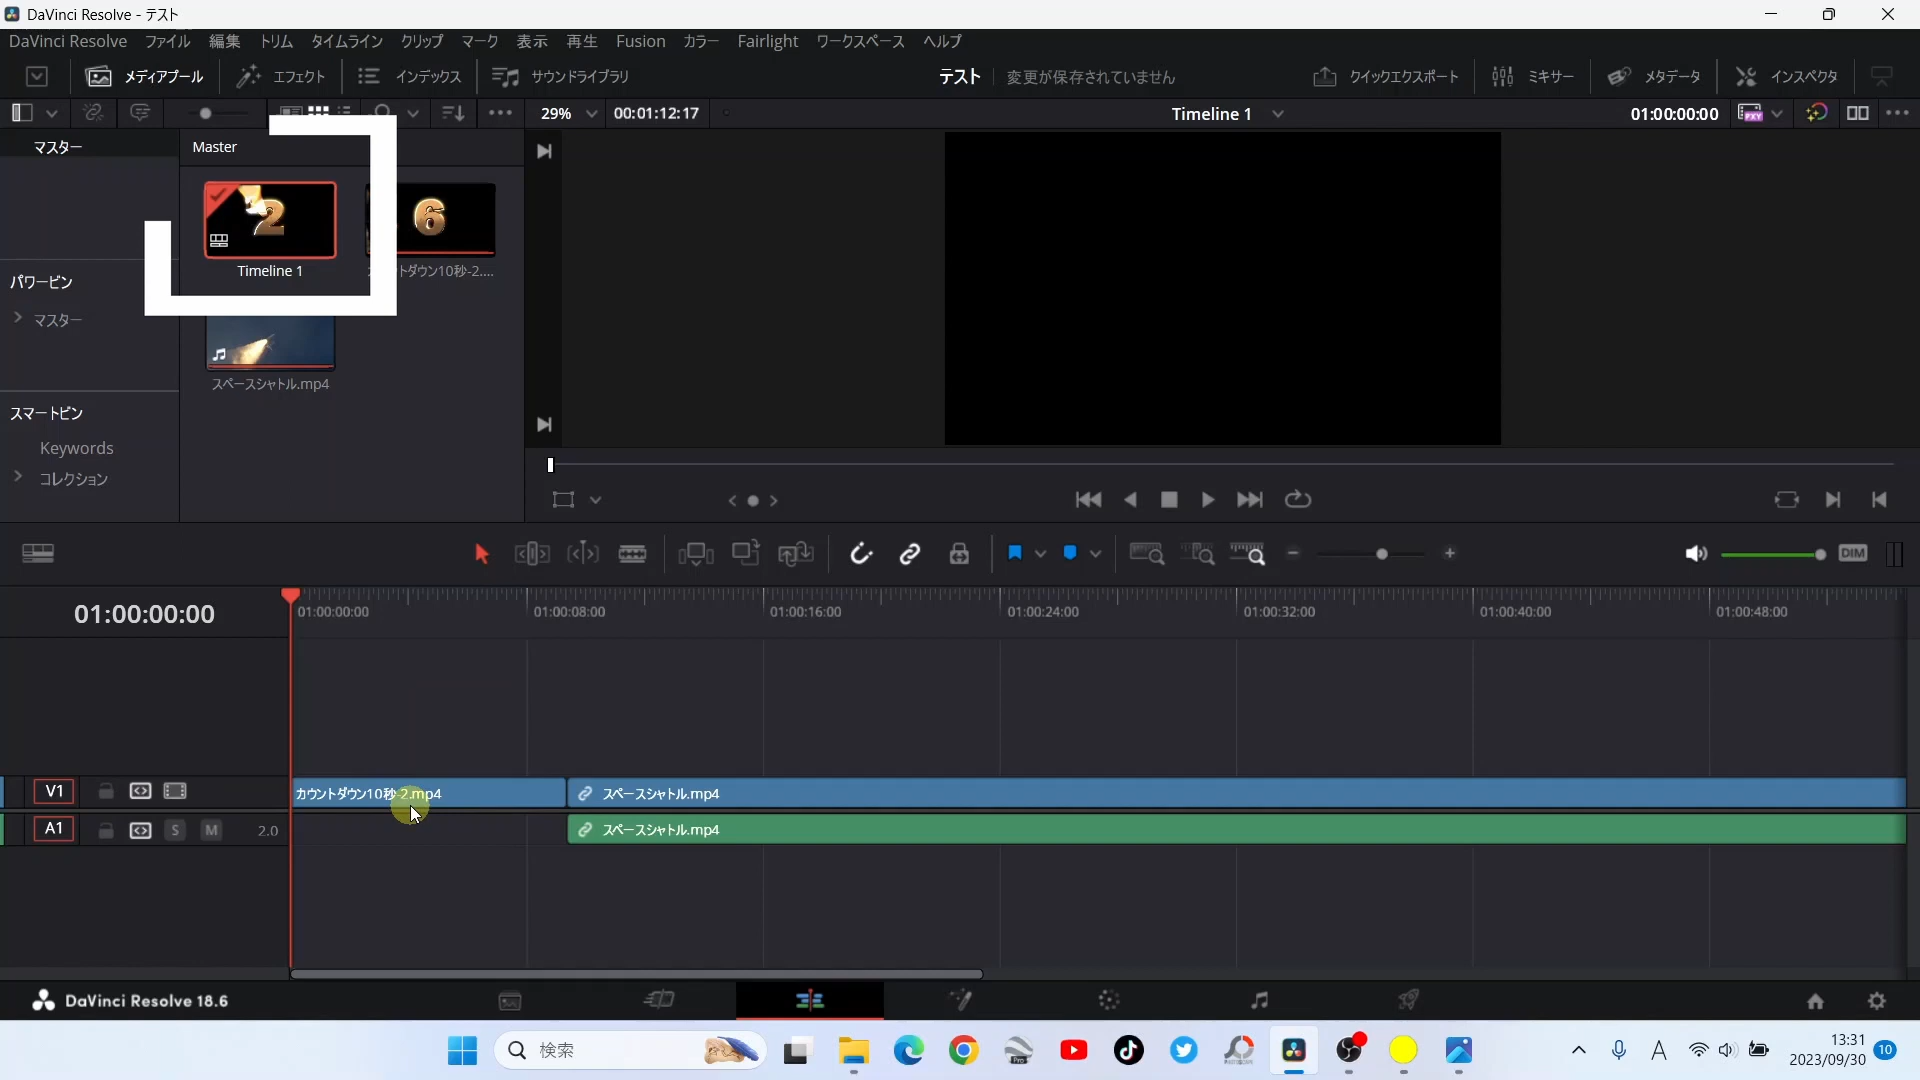 DaVinci Resolve - テスト
DaVinci Resolve ファイル 編集 トリム タイムライン クリップ マーク 表示 再生 Fusion カラー Fairlight ワークスペース ヘルプ
メディアプール エフェクト インデックス サウンドライブラリ テスト 変更が保存されていません クイックエクスポート ミキサー メタデータ インスペクタ
29% 00:01:12:17 Timeline 1 01:00:00:00 PXY
マスター Master
2 6
Timeline 1 トダウン10秒-2....
パワービン
マスター
スペースシャトル.mp4
スマートビン
Keywords
コレクション
DIM
01:00:00:00 01:00:00:00 01:00:08:00 01:00:16:00 01:00:24:00 01:00:32:00 01:00:40:00 01:00:48:00
V1 カウントダウン10秒-2.mp4 スペースシャトル.mp4
A1 S M 2.0 スペースシャトル.mp4
DaVinci Resolve 18.6
検索 Pro A 13:31 10
2023/09/30